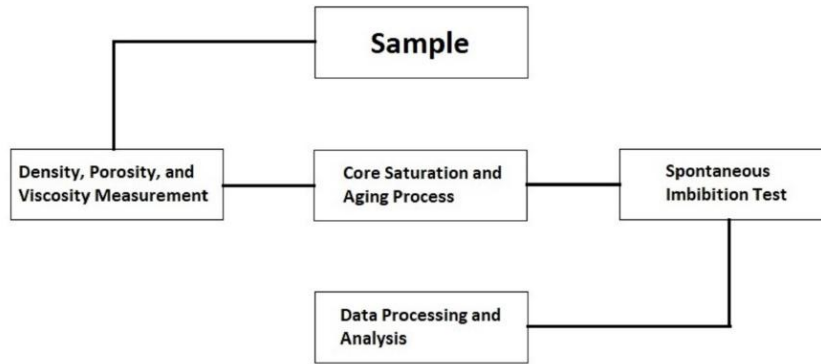 Sample
Density, Porosity, and
Viscosity Measurement
Core Saturation and
Aging Process
Spontaneous
Imbibition Test
Data Processing and
Analysis